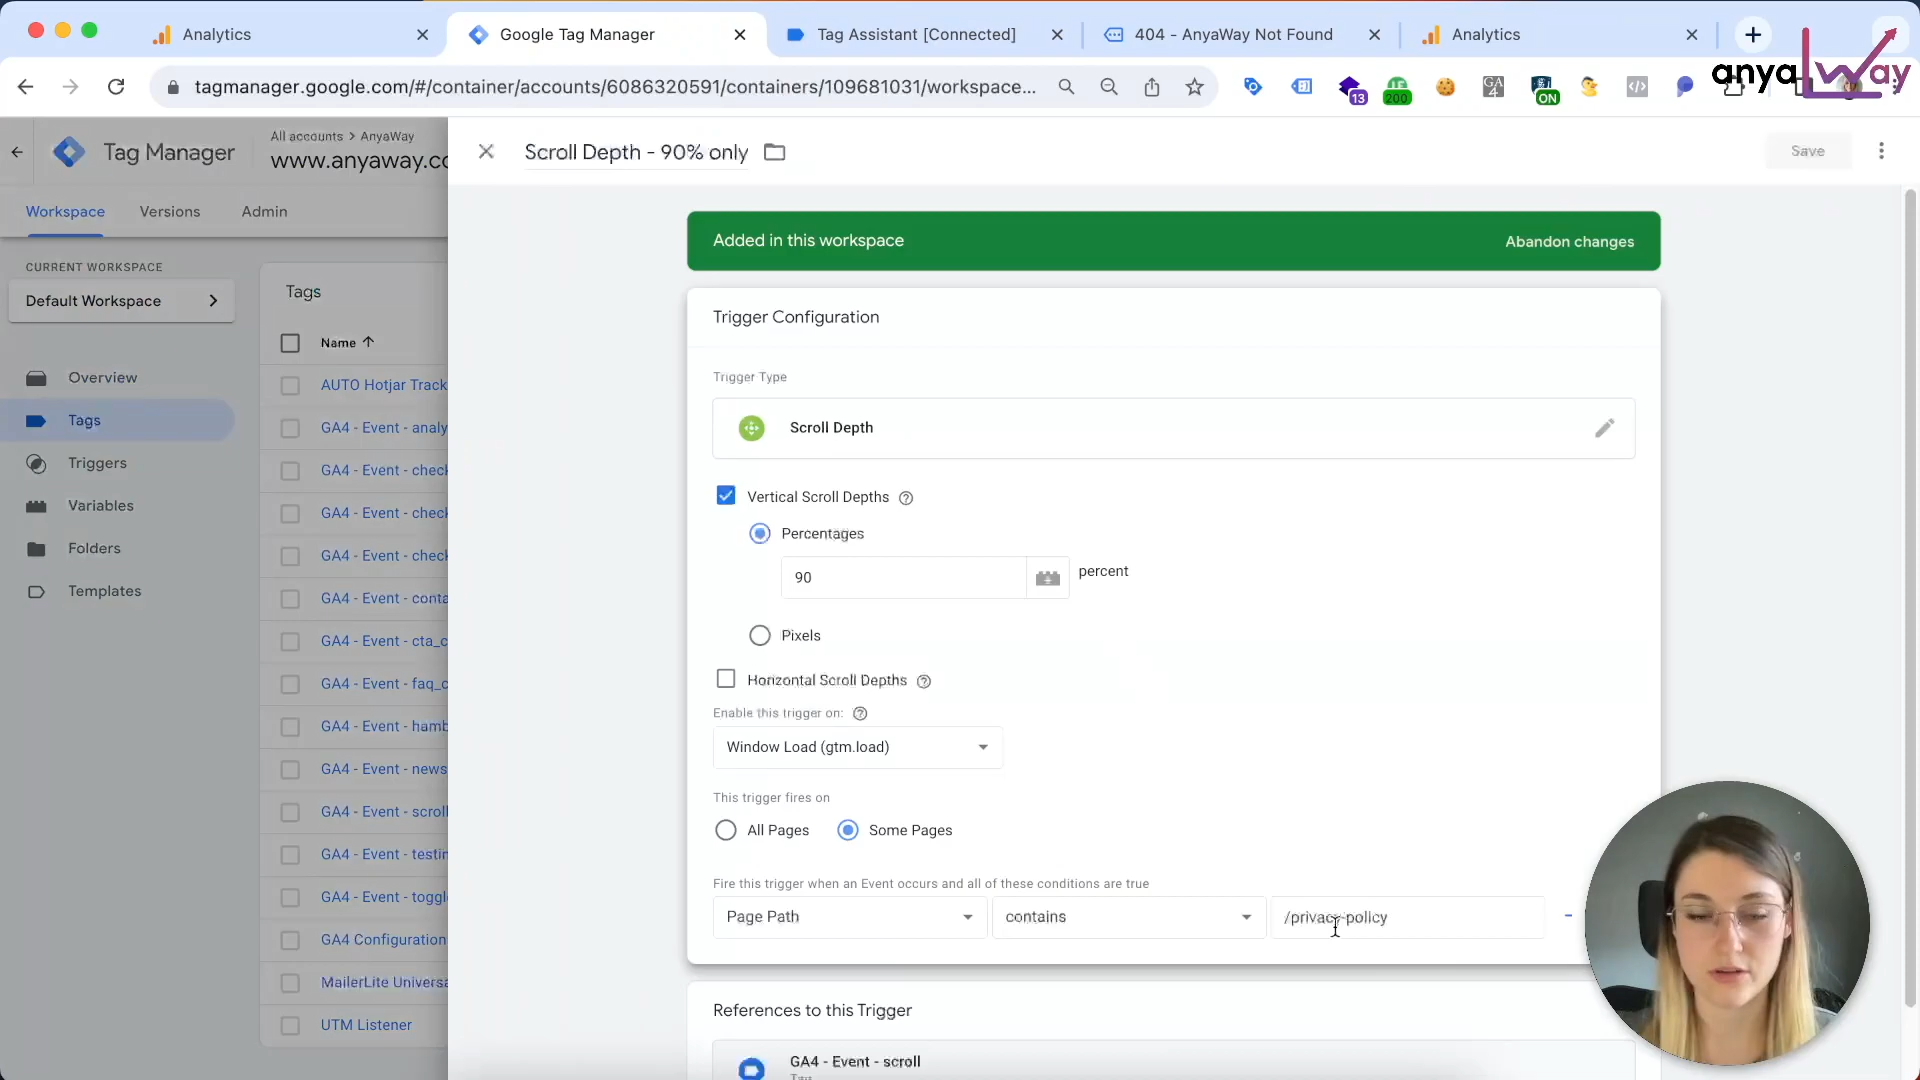 Analytics
Google Tag Manager
Tag Assistant [Connected]
404 - AnyaWay Not Found
Analytics
tagmanager.google.com/#/container/accounts/6086320591/containers/109681031/workspace...
13
200
GA4
ON
anyaway
Tag Manager
All accounts > AnyaWay
www.anyaway.co
Scroll Depth - 90% only
Save
Workspace
Versions
Admin
Added in this workspace
Abandon changes
CURRENT WORKSPACE
Default Workspace
Overview
Tags
Triggers
Variables
Folders
Templates
Tags
Name
AUTO Hotjar Track
GA4 - Event - analy
GA4 - Event - check
GA4 - Event - check
GA4 - Event - check
GA4 - Event - conta
GA4 - Event - cta_c
GA4 - Event - faq_c
GA4 - Event - hamb
GA4 - Event - news
GA4 - Event - scroll
GA4 - Event - testin
GA4 - Event - toggl
GA4 Configuration
MailerLite Universa
UTM Listener
Trigger Configuration
Trigger Type
Scroll Depth
Vertical Scroll Depths
Percentages
90
percent
Pixels
Horizontal Scroll Depths
Enable this trigger on:
Window Load (gtm.load)
This trigger fires on
All Pages
Some Pages
Fire this trigger when an Event occurs and all of these conditions are true
Page Path
contains
/privacy-policy
References to this Trigger
GA4 - Event - scroll
Tag